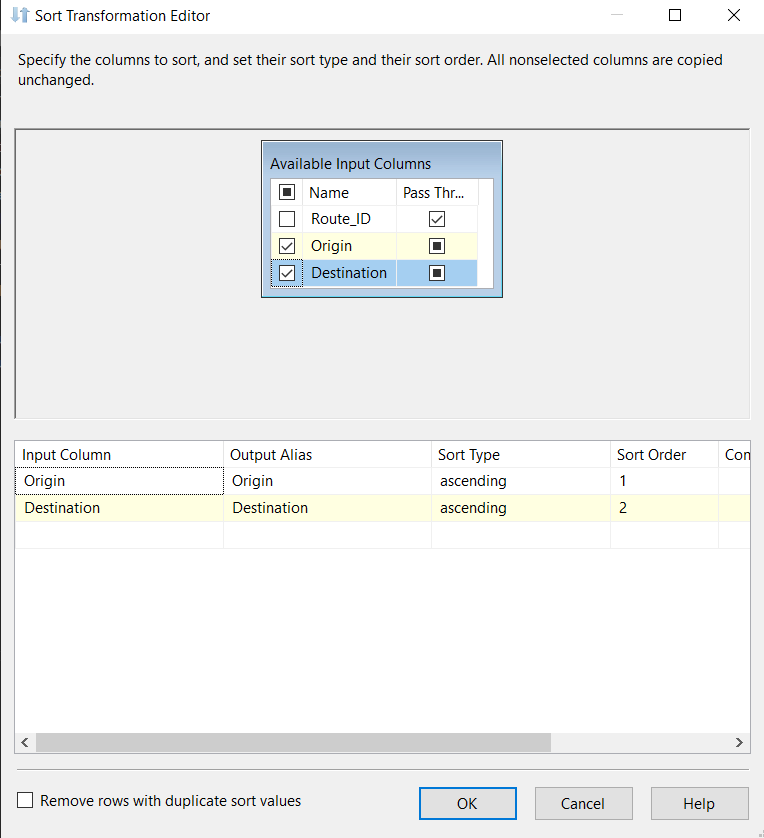 Sort Transformation Editor
Specify the columns to sort, and set their sort type and their sort order. All nonselected columns are copied
unchanged.
Available Input Columns
Name Pass Thr...
Route_ID
Origin
Destination
Input Column Output Alias Sort Type Sort Order Con
Origin Origin ascending 1
Destination Destination ascending 2
Remove rows with duplicate sort values OK Cancel Help